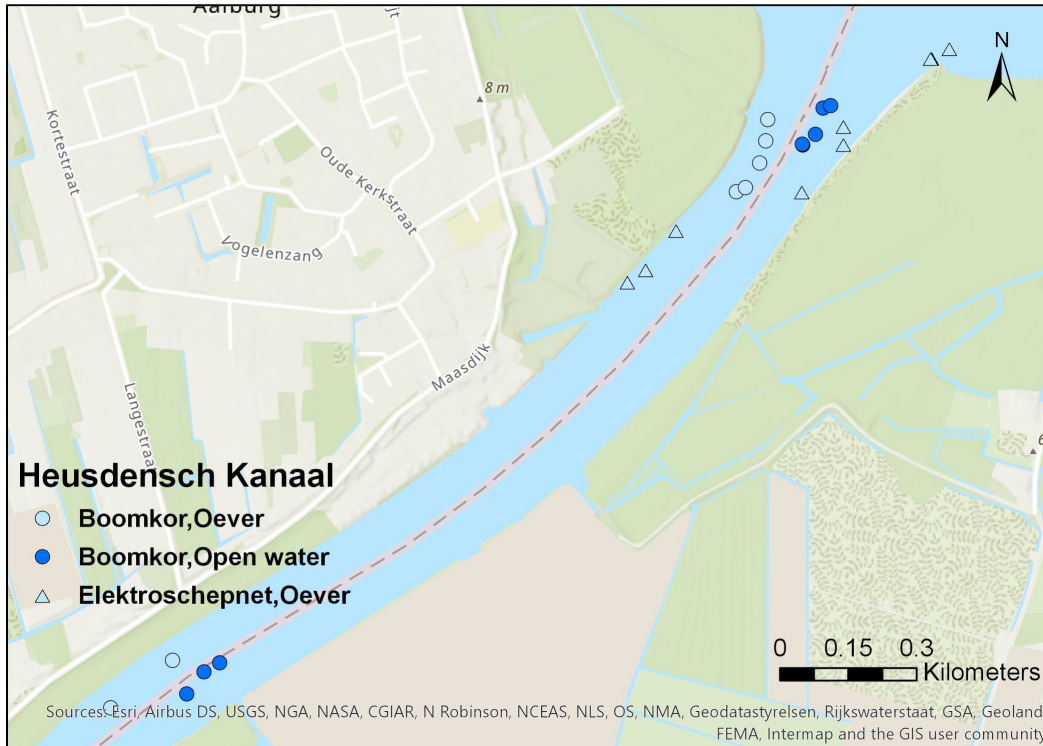 Aalburg
jt
N
8 m
Kortestraat
Oude Kerkstraat
Vogelenzang
Maasdijk
Langestraat
6
Heusdensch Kanaal
Boomkor,Oever
Boomkor,Open water
Elektroschepnet,Oever
0 0.15 0.3
Kilometers
Sources: Esri, Airbus DS, USGS, NGA, NASA, CGIAR, N Robinson, NCEAS, NLS, OS, NMA, Geodatastyrelsen, Rijkswaterstaat, GSA, Geoland
FEMA, Intermap and the GIS user community